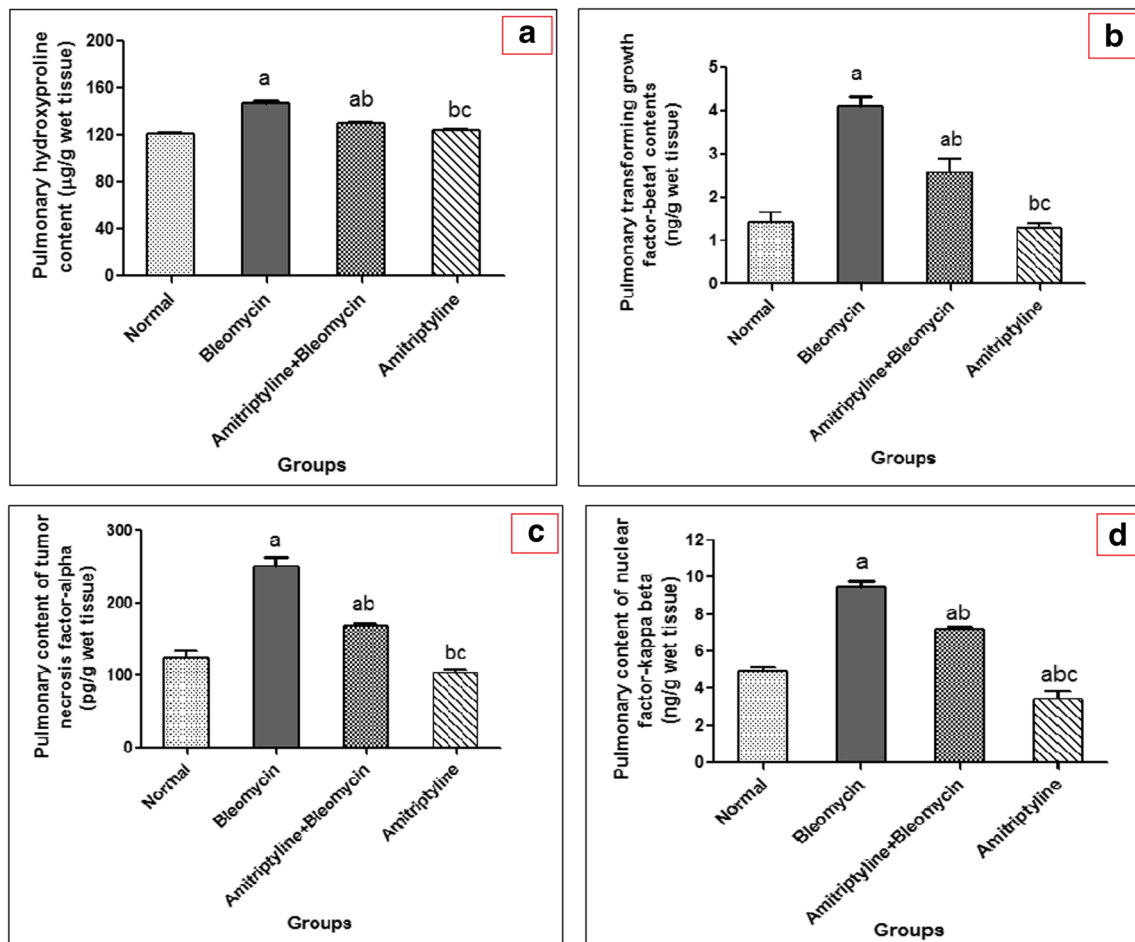 a
Pulmonary hydroxyproline
content (µg/g wet tissue)
200
160
120
80
40
0
a
ab
bc
Normal
Bleomycin
Amitriptyline+Bleomycin
Amitriptyline
Groups
b
Pulmonary transforming growth
factor-beta1 contents
(ng/g wet tissue)
5
4
3
2
1
0
a
ab
bc
Normal
Bleomycin
Amitriptyline+Bleomycin
Amitriptyline
Groups
c
Pulmonary content of tumor
necrosis factor-alpha
(pg/g wet tissue)
300
200
100
0
a
ab
bc
Normal
Bleomycin
Amitriptyline+Bleomycin
Amitriptyline
Groups
d
Pulmonary content of nuclear
factor-kappa beta
(ng/g wet tissue)
12
10
8
6
4
2
0
a
ab
abc
Normal
Bleomycin
Amitriptyline+Bleomycin
Amitriptyline
Groups